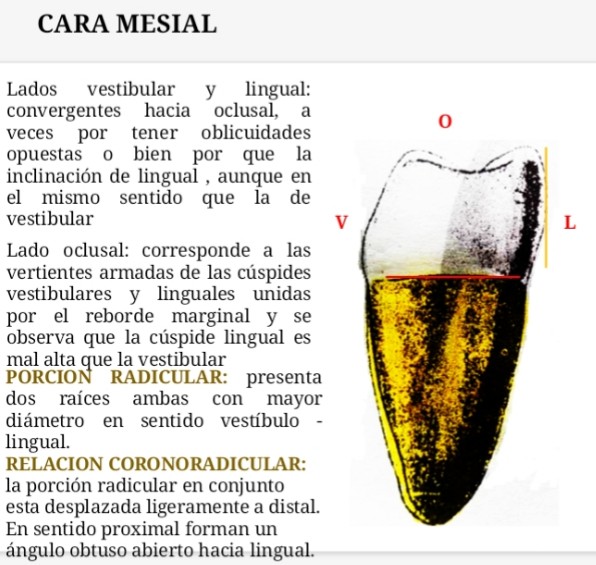 CARA MESIAL
Lados vestibular y lingual:
convergentes hacia oclusal, a
veces por tener oblicuidades
opuestas o bien por que la
inclinación de lingual , aunque en
el mismo sentido que la de
vestibular
Lado oclusal: corresponde a las
vertientes armadas de las cúspides
vestibulares y linguales unidas
por el reborde marginal y se
observa que la cúspide lingual es
mal alta que la vestibular
PORCION RADICULAR: presenta
dos raíces ambas con mayor
diámetro en sentido vestíbulo -
lingual.
RELACION CORONORADICULAR:
la porción radicular en conjunto
esta desplazada ligeramente a distal.
En sentido proximal forman un
ángulo obtuso abierto hacia lingual.
O
V
L